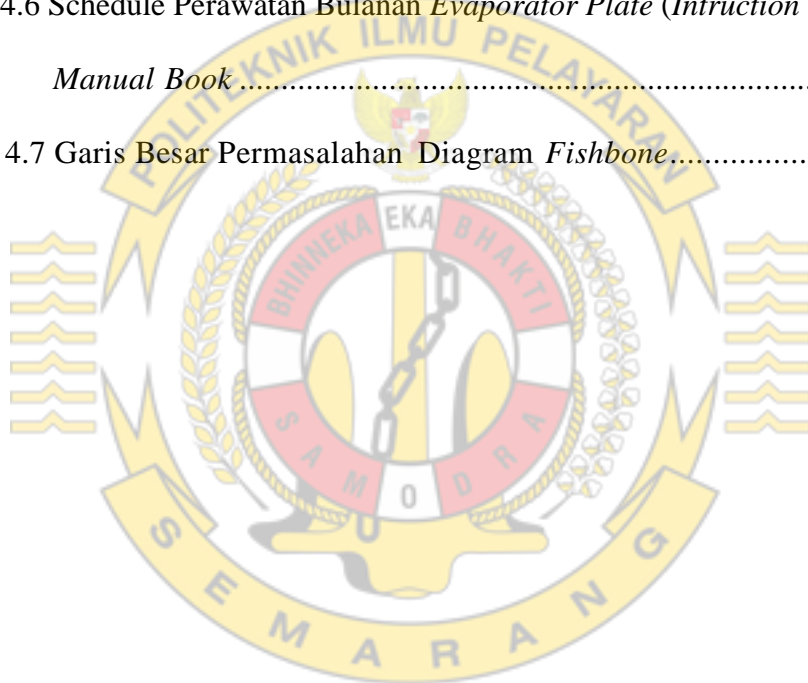 4.6 Schedule Perawatan Bulanan Evaporator Plate (Intruction
Manual Book ........................................................................
4.7 Garis Besar Permasalahan Diagram Fishbone................
POLITEKNIK ILMU PELAYARAN
BHINNEKA EKA BHAKTI
SAMODRA
SEMARANG